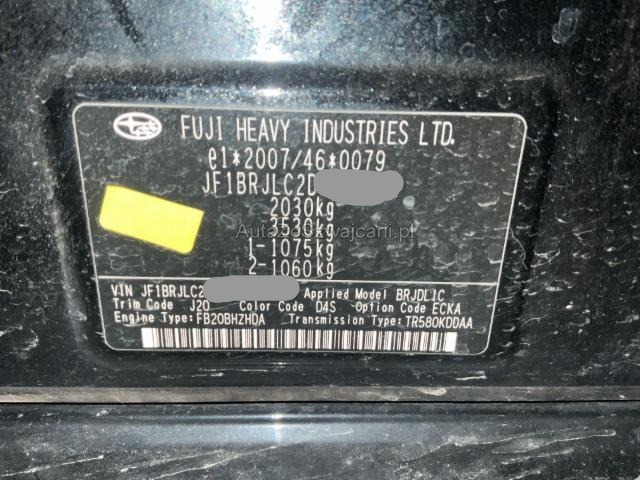 FUJI HEAVY INDUSTRIES LTD.
e1*2007/46*0079
JF1BRJLC2D
2030kg
3530kg
1-1075kg
2-1060kg
VIN JF1BRJLC2 Applied Model BRJDL1C
Trim Code J20 Color Code D4S Option Code ECKA
Engine Type:FB20BHZHDA Transmission Type:TR580KDDAA